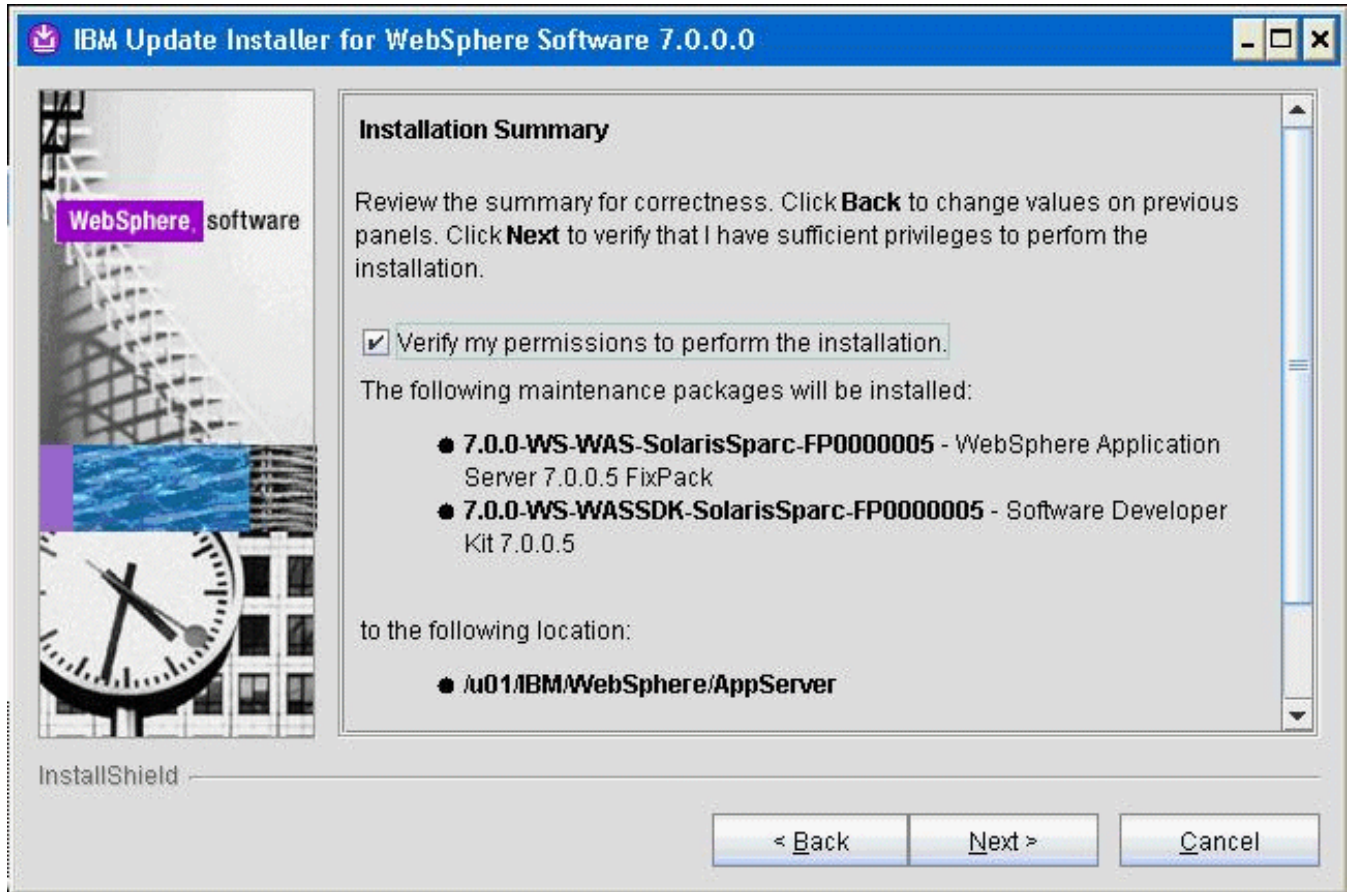 IBM Update Installer for WebSphere Software 7.0.0.0
WebSphere. software
Installation Summary
Review the summary for correctness. Click Back to change values on previous
panels. Click Next to verify that I have sufficient privileges to perfom the
installation.
Verify my permissions to perform the installation.
The following maintenance packages will be installed:
● 7.0.0-WS-WAS-SolarisSparc-FP0000005 - WebSphere Application
Server 7.0.0.5 FixPack
● 7.0.0-WS-WASSDK-SolarisSparc-FP0000005 - Software Developer
Kit 7.0.0.5
to the following location:
● /u01/IBM/WebSphere/AppServer
InstallShield
< Back
Next >
Cancel